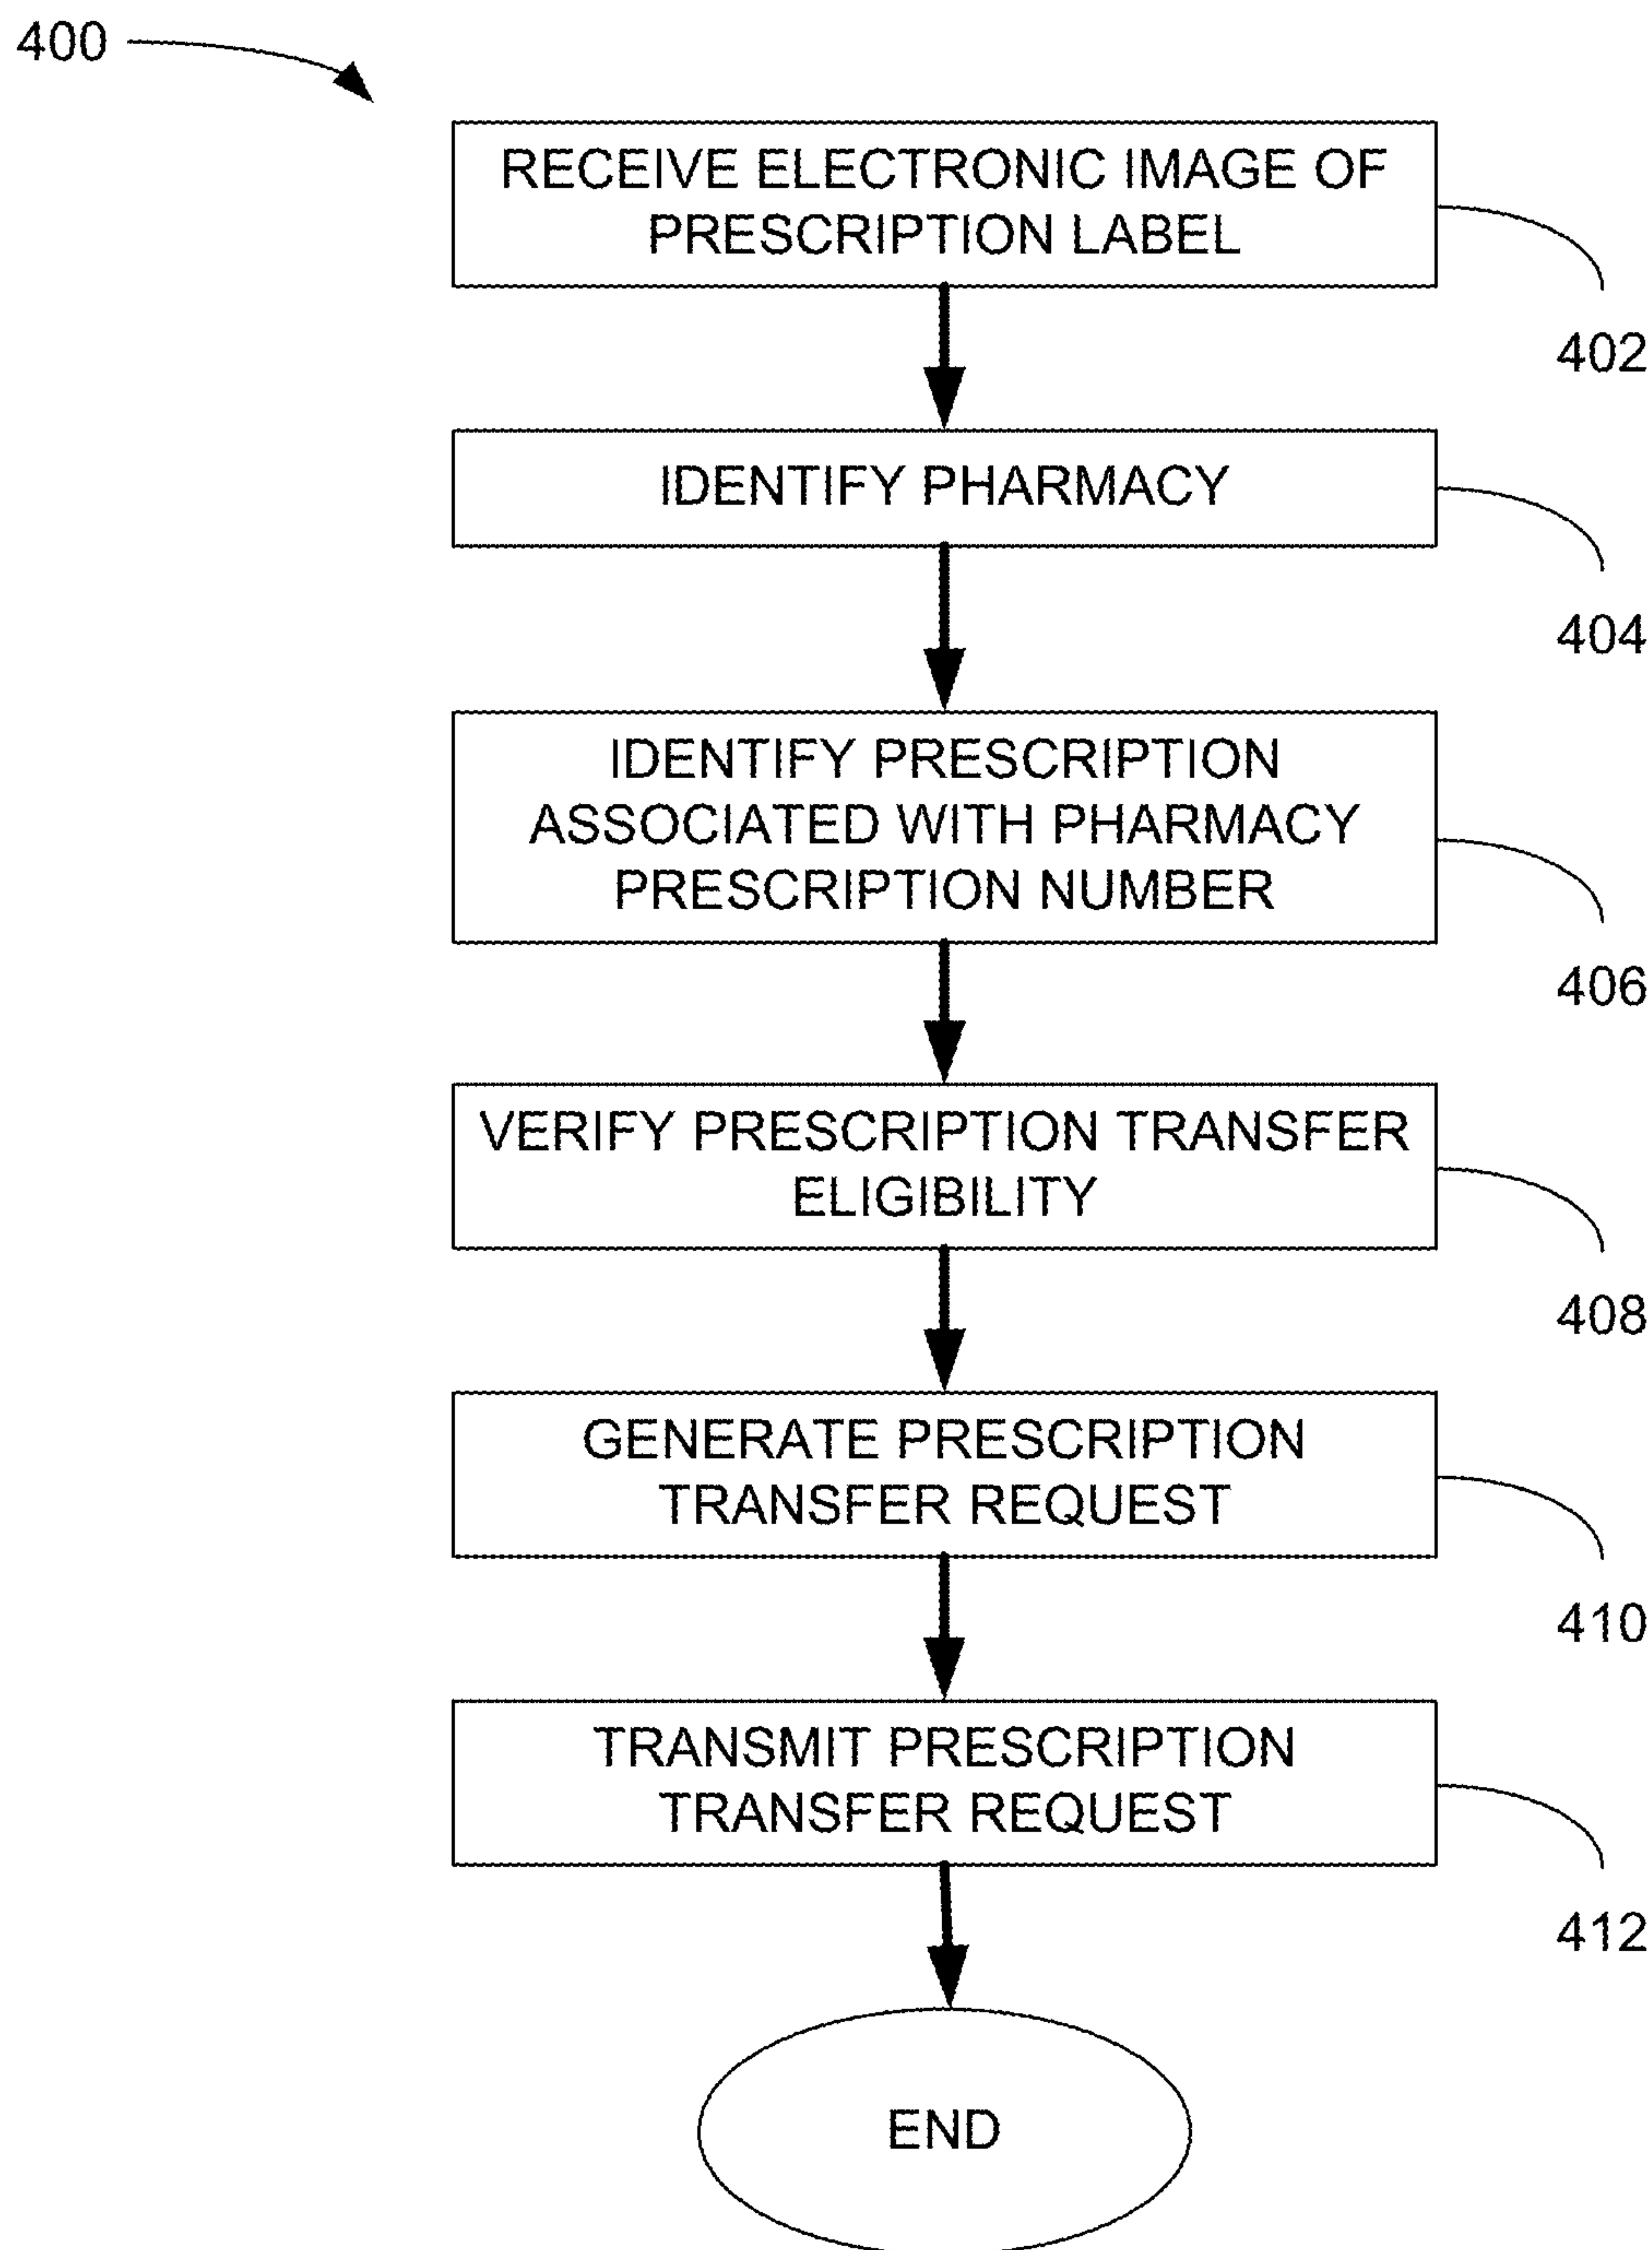 400
RECEIVE ELECTRONIC IMAGE OF
PRESCRIPTION LABEL
402
IDENTIFY PHARMACY
404
IDENTIFY PRESCRIPTION
ASSOCIATED WITH PHARMACY
PRESCRIPTION NUMBER
406
VERIFY PRESCRIPTION TRANSFER
ELIGIBILITY
408
GENERATE PRESCRIPTION
TRANSFER REQUEST
410
TRANSMIT PRESCRIPTION
TRANSFER REQUEST
412
END